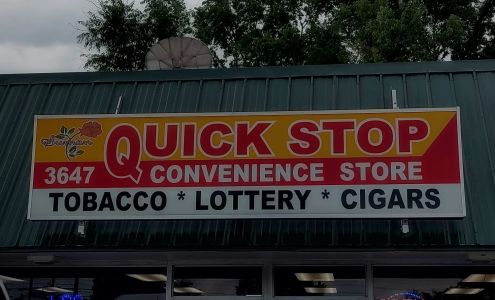 QUICK STOP
3647 CONVENIENCE STORE
TOBACCO * LOTTERY * CIGARS